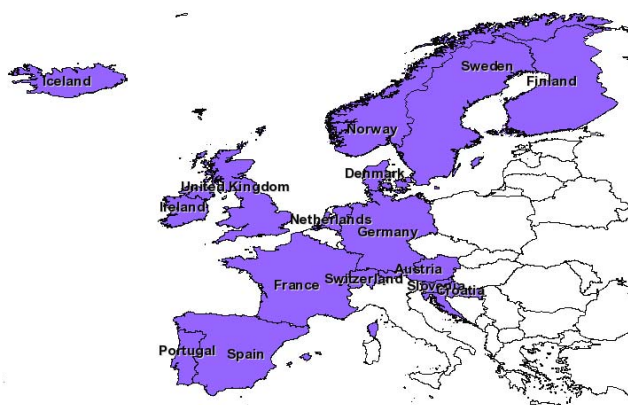 Iceland
Sweden
Finland
Norway
Denmark
United Kingdom
Ireland
Netherlands
Germany
Austria
Switzerland
France
Slovenia
Croatia
Portugal
Spain